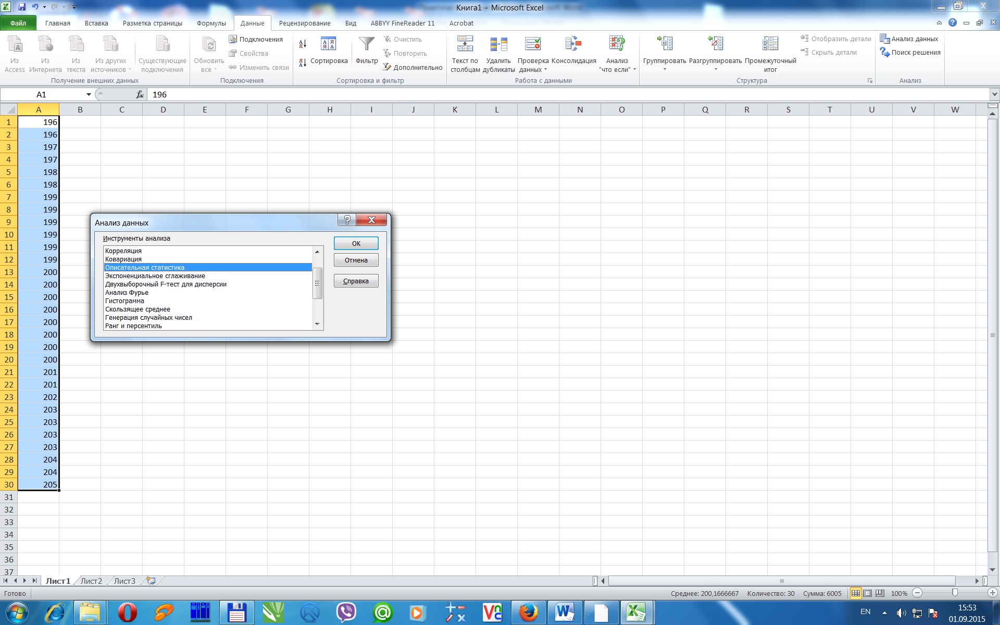 Книга1 - Microsoft Excel
Файл Главная Вставка Разметка страницы Формулы Данные Рецензирование Вид ABBYY FineReader 11 Acrobat
Из Access
Из Интернета
Из текста
Из других источников
Существующие подключения
Получение внешних данных
Обновить все
Подключения
Свойства
Изменить связи
Подключения
Сортировка
Фильтр
Очистить
Повторить
Дополнительно
Сортировка и фильтр
Текст по столбцам
Удалить дубликаты
Проверка данных
Консолидация
Анализ "что если"
Работа с данными
Группировать
Разгруппировать
Промежуточный итог
Отобразить детали
Скрыть детали
Структура
Анализ данных
Поиск решения
Анализ
A1 fx 196
A B C D E F G H I J K L M N O P Q R S T U V W
1 196
2 196
3 197
4 197
5 198
6 198
7 199
8 199
9 199
10 199
11 199
12 199
13 200
14 200
15 200
16 200
17 200
18 200
19 200
20 200
21 201
22 201
23 202
24 203
25 203
26 203
27 203
28 204
29 204
30 205
31
32
33
34
35
36
37
Анализ данных
Инструменты анализа
Корреляция
Ковариация
Описательная статистика
Экспоненциальное сглаживание
Двухвыборочный F-тест для дисперсии
Анализ Фурье
Гистограмма
Скользящее среднее
Генерация случайных чисел
Ранг и персентиль
ОК
Отмена
Справка
Лист1 Лист2 Лист3
Готово
Среднее: 200,1666667 Количество: 30 Сумма: 6005 100%
EN
15:53
01.09.2015